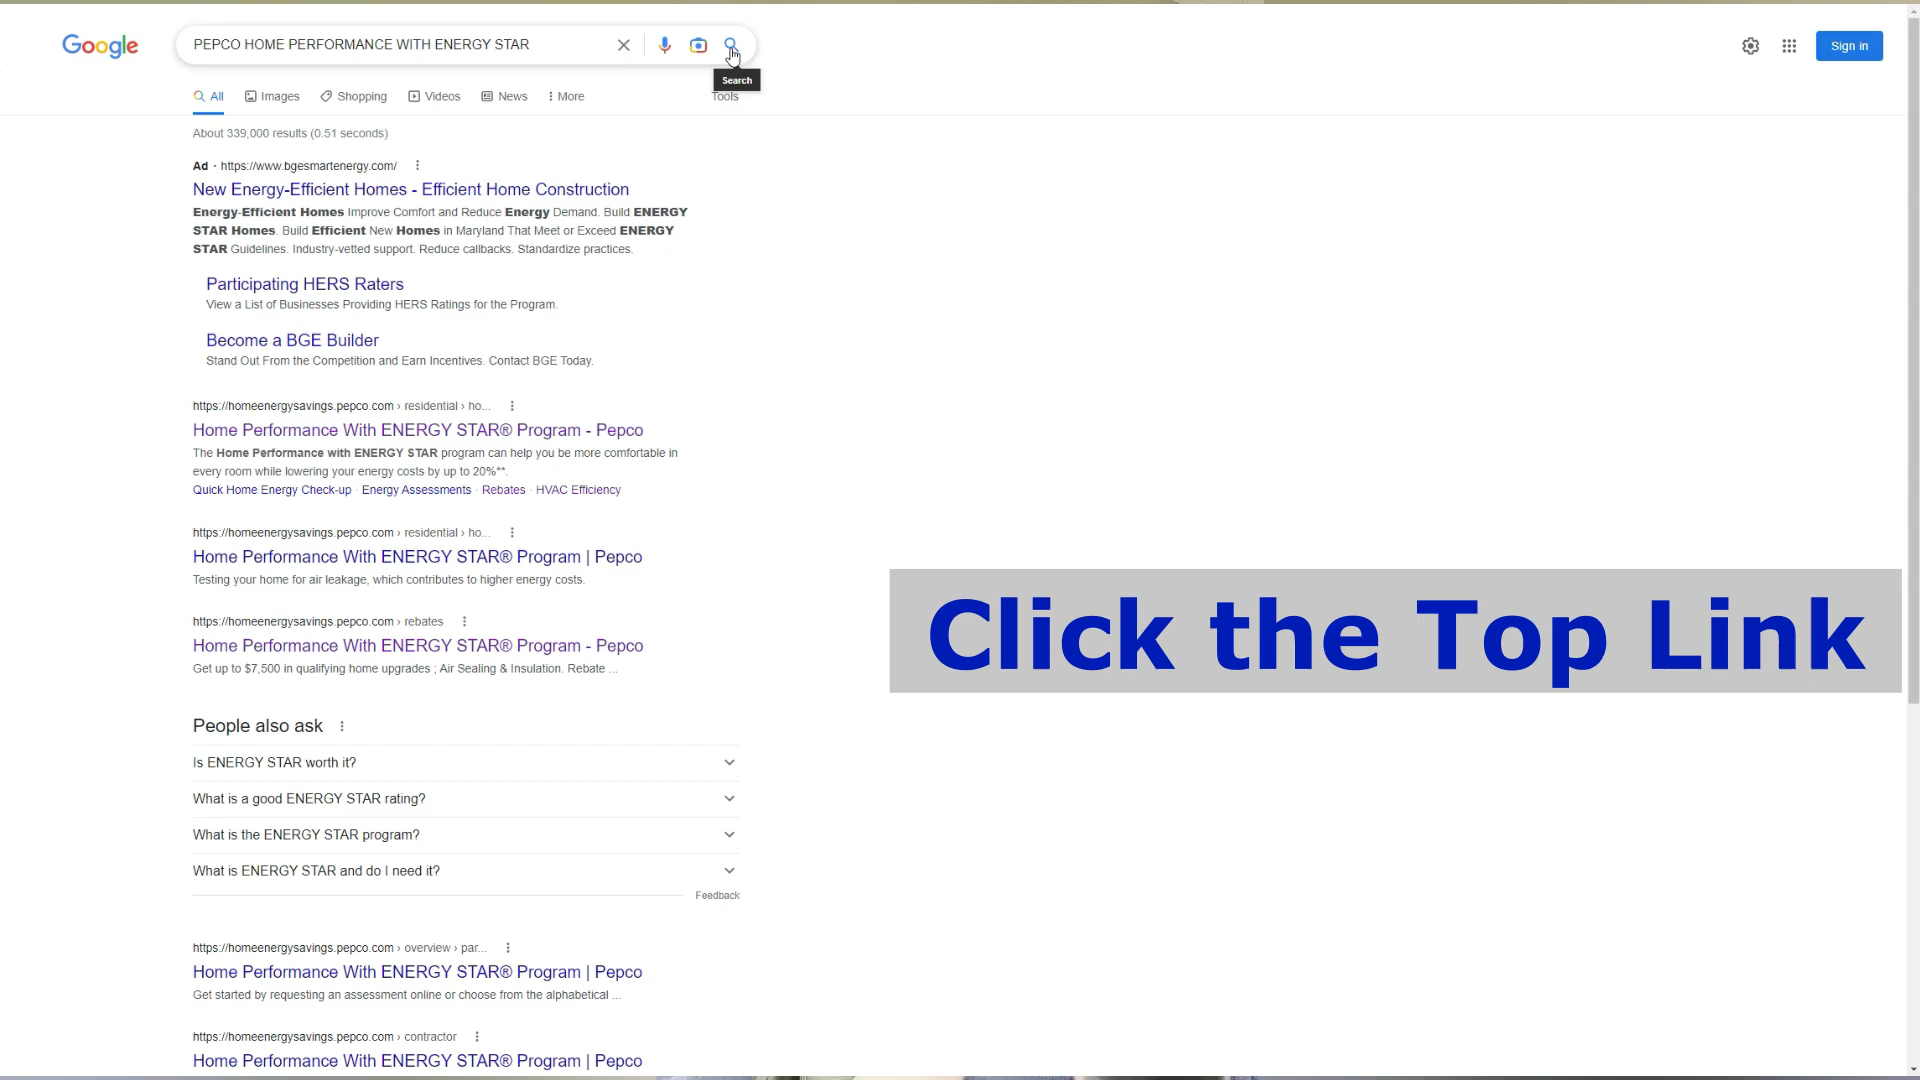 Google
PEPCO HOME PERFORMANCE WITH ENERGY STAR
Sign in
Search
All
Images
Shopping
Videos
News
More
Tools
About 339,000 results (0.51 seconds)
Ad · https://www.bgesmartenergy.com/
New Energy-Efficient Homes - Efficient Home Construction
Energy-Efficient Homes Improve Comfort and Reduce Energy Demand. Build ENERGY
STAR Homes. Build Efficient New Homes in Maryland That Meet or Exceed ENERGY
STAR Guidelines. Industry-vetted support. Reduce callbacks. Standardize practices.
Participating HERS Raters
View a List of Businesses Providing HERS Ratings for the Program.
Become a BGE Builder
Stand Out From the Competition and Earn Incentives. Contact BGE Today.
https://homeenergysavings.pepco.com › residential › ho...
Home Performance With ENERGY STAR® Program - Pepco
The Home Performance with ENERGY STAR program can help you be more comfortable in
every room while lowering your energy costs by up to 20%**.
Quick Home Energy Check-up · Energy Assessments · Rebates · HVAC Efficiency
https://homeenergysavings.pepco.com › residential › ho...
Home Performance With ENERGY STAR® Program | Pepco
Testing your home for air leakage, which contributes to higher energy costs.
https://homeenergysavings.pepco.com › rebates
Home Performance With ENERGY STAR® Program - Pepco
Get up to $7,500 in qualifying home upgrades ; Air Sealing & Insulation. Rebate ...
Click the Top Link
People also ask
Is ENERGY STAR worth it?
What is a good ENERGY STAR rating?
What is the ENERGY STAR program?
What is ENERGY STAR and do I need it?
Feedback
https://homeenergysavings.pepco.com › overview › par...
Home Performance With ENERGY STAR® Program | Pepco
Get started by requesting an assessment online or choose from the alphabetical ...
https://homeenergysavings.pepco.com › contractor
Home Performance With ENERGY STAR® Program | Pepco